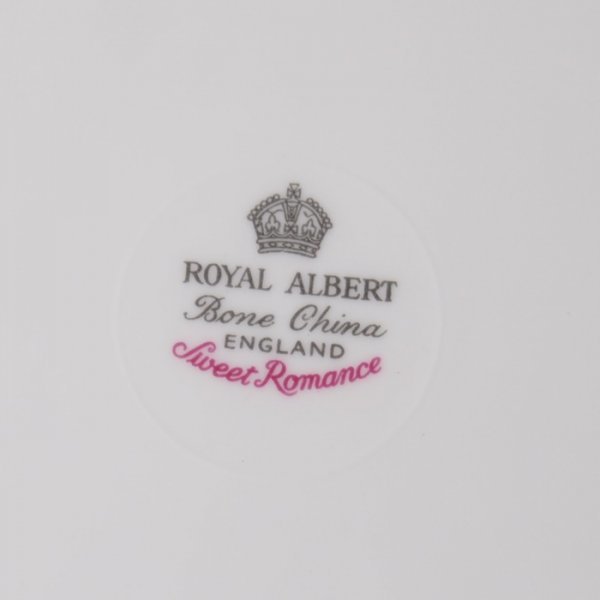 ROYAL ALBERT
Bone China
ENGLAND
Sweet Romance